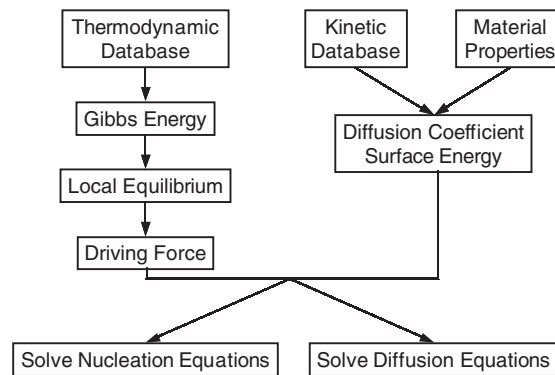 Thermodynamic
Database
Kinetic
Database
Material
Properties
Gibbs Energy
Diffusion Coefficient
Surface Energy
Local Equilibrium
Driving Force
Solve Nucleation Equations
Solve Diffusion Equations